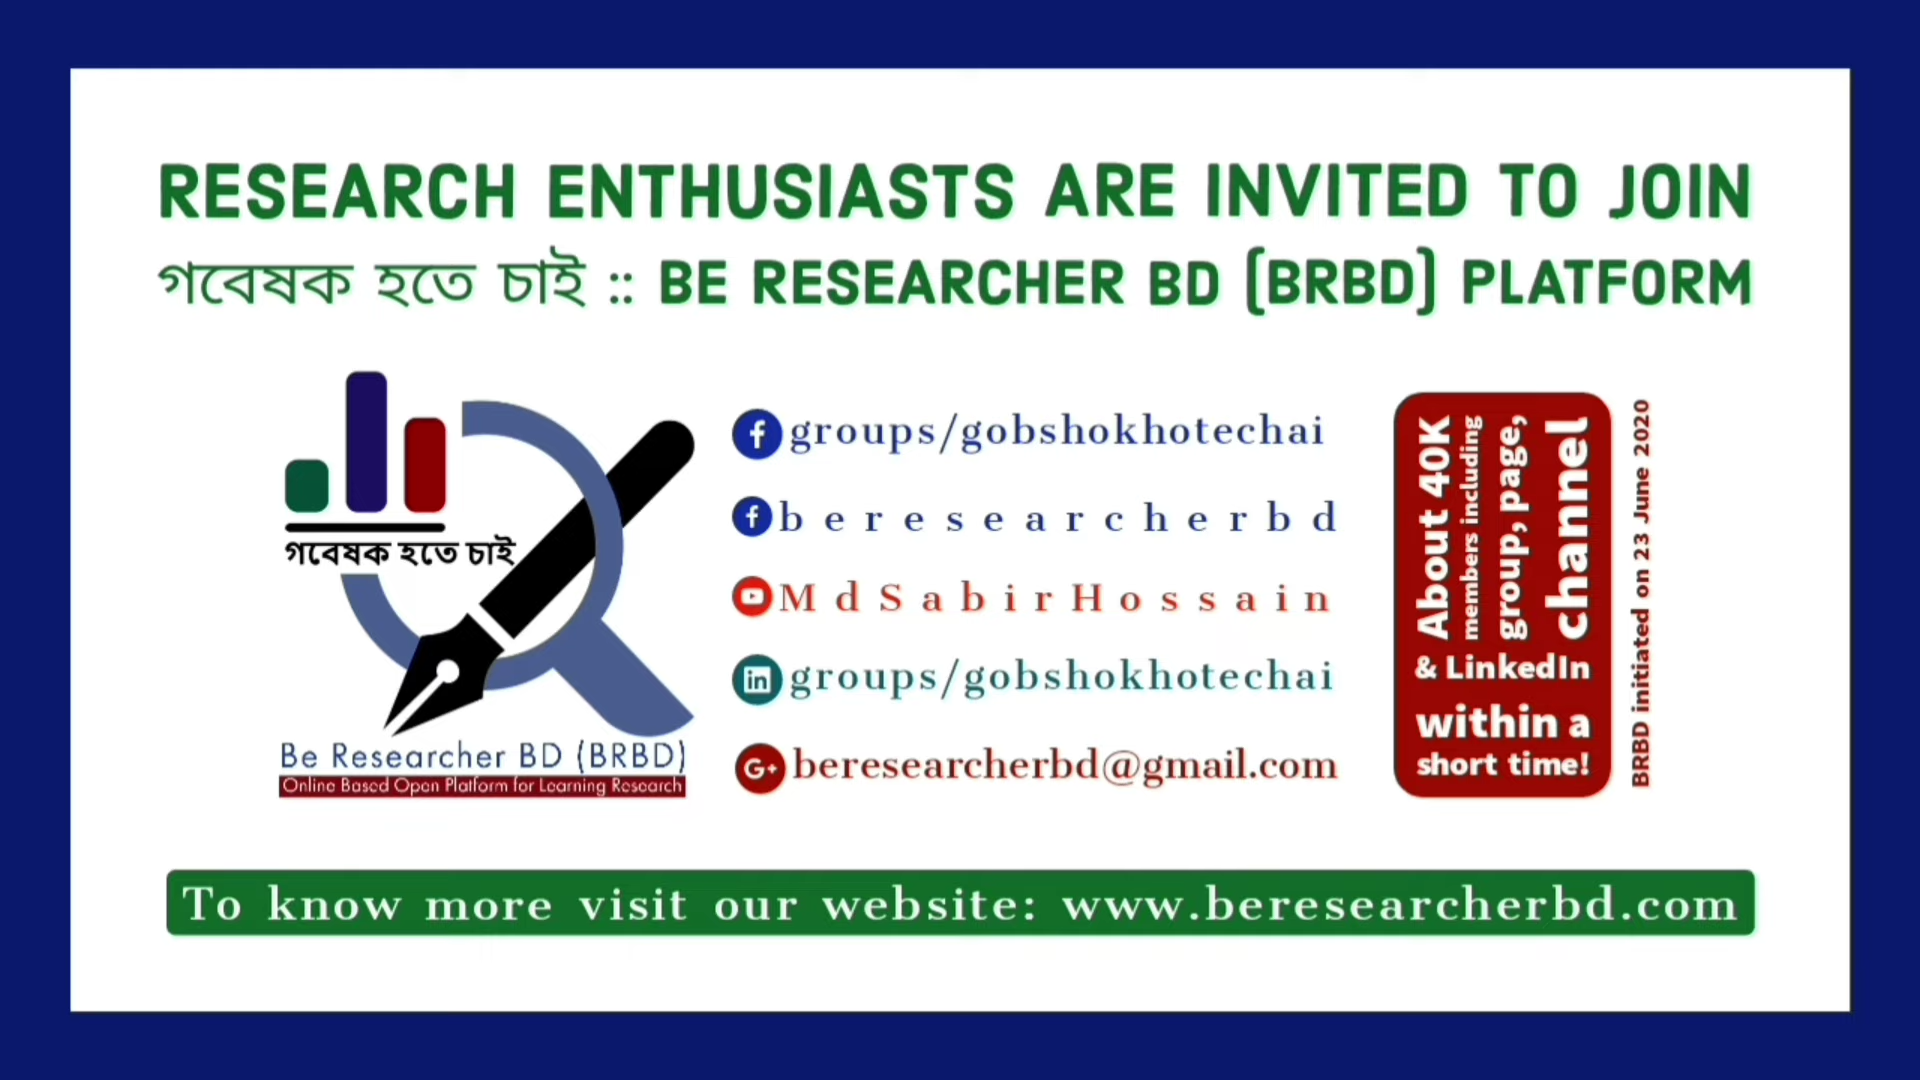 RESEARCH ENTHUSIASTS ARE INVITED TO JOIN
গবেষক হতে চাই :: BE RESEARCHER BD (BRBD) PLATFORM
গবেষক হতে চাই
Be Researcher BD (BRBD)
Online Based Open Platform for Learning Research
groups/gobshokhotechai
beresearcherbd
MdSabirHossain
groups/gobshokhotechai
beresearcherbd@gmail.com
About 40K
members including
group, page,
channel
& LinkedIn
within a
short time!
BRBD initiated on 23 June 2020
To know more visit our website: www.beresearcherbd.com